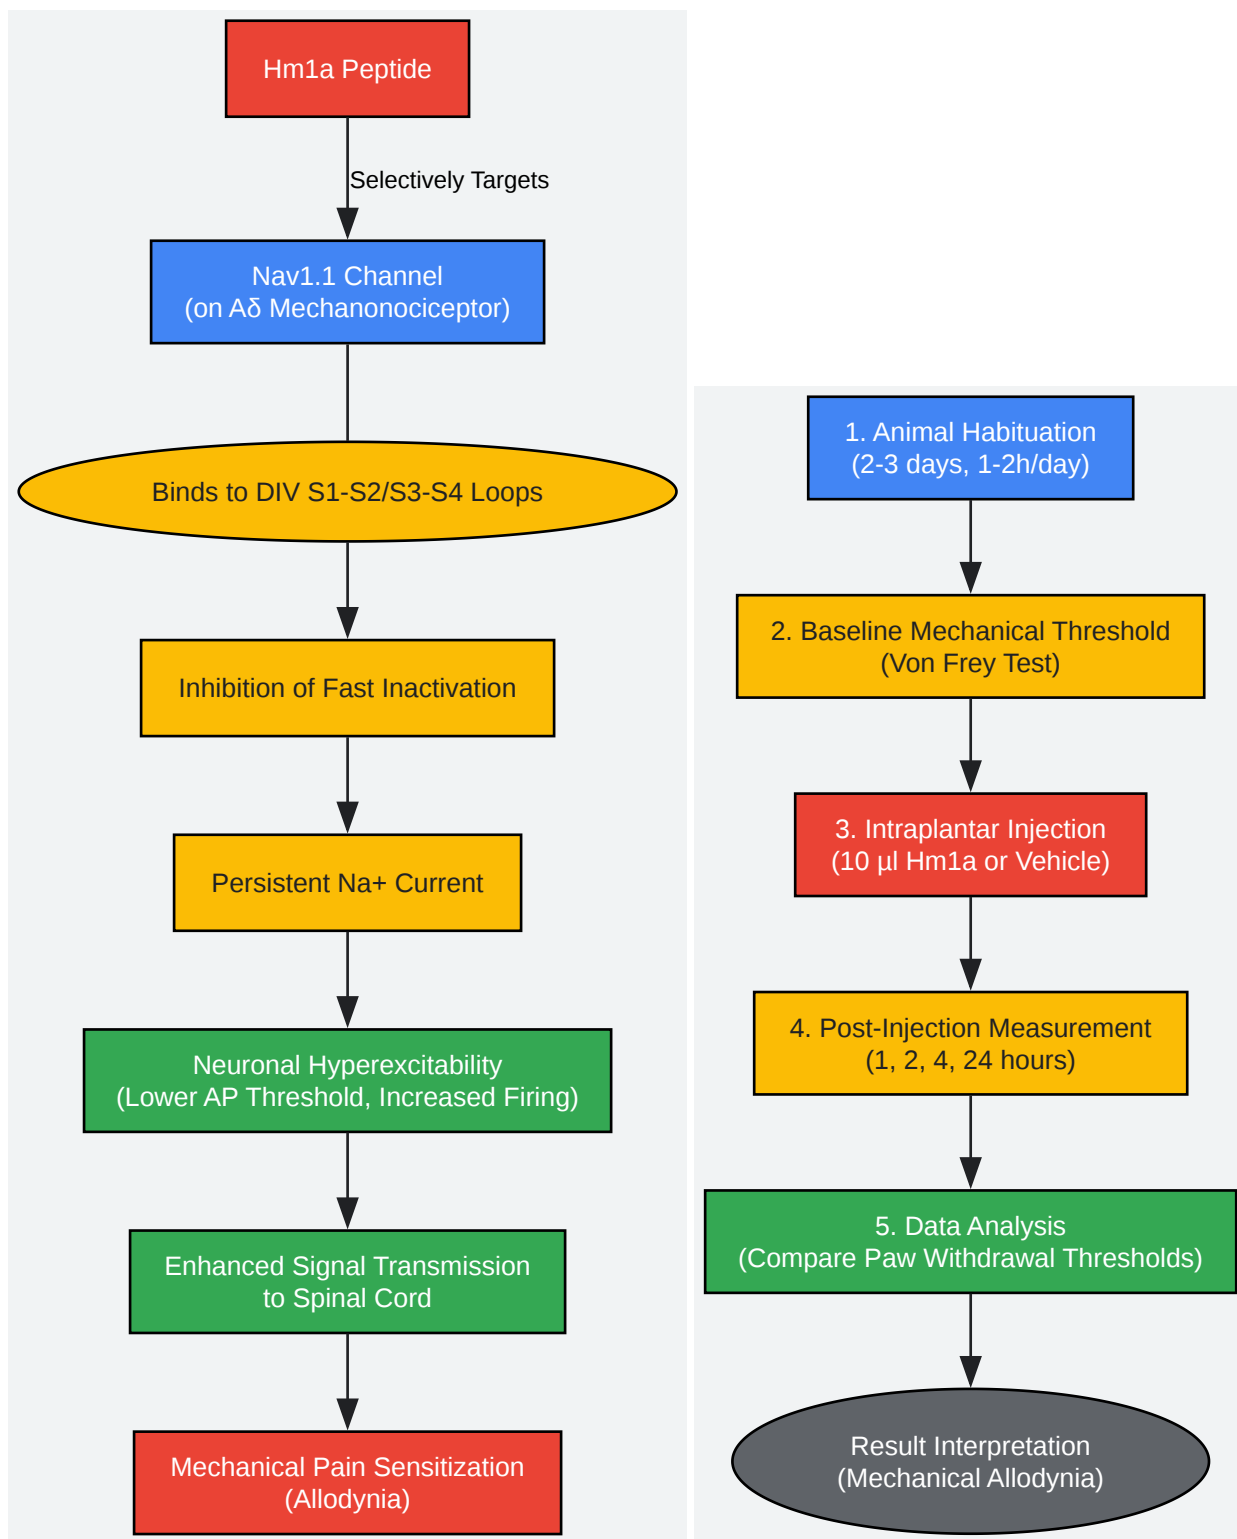 Hm1a Peptide
Selectively Targets
Nav1.1 Channel
(on Aδ Mechanonociceptor)
Binds to DIV S1-S2/S3-S4 Loops
Inhibition of Fast Inactivation
Persistent Na+ Current
Neuronal Hyperexcitability
(Lower AP Threshold, Increased Firing)
Enhanced Signal Transmission
to Spinal Cord
Mechanical Pain Sensitization
(Allodynia)
1. Animal Habituation
(2-3 days, 1-2h/day)
2. Baseline Mechanical Threshold
(Von Frey Test)
3. Intraplantar Injection
(10 µl Hm1a or Vehicle)
4. Post-Injection Measurement
(1, 2, 4, 24 hours)
5. Data Analysis
(Compare Paw Withdrawal Thresholds)
Result Interpretation
(Mechanical Allodynia)